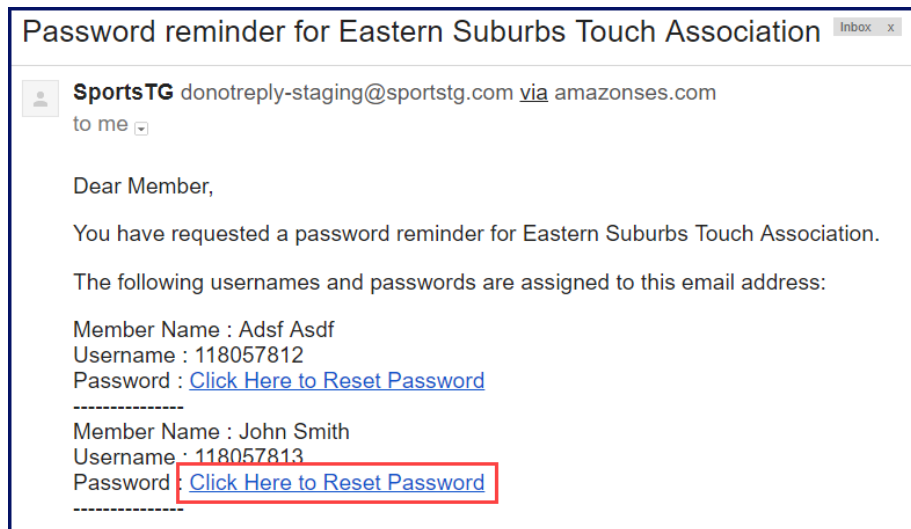 Password reminder for Eastern Suburbs Touch Association Inbox x
SportsTG donotreply-staging@sportstg.com via amazonses.com
to me
Dear Member,
You have requested a password reminder for Eastern Suburbs Touch Association.
The following usernames and passwords are assigned to this email address:
Member Name : Adsf Asdf
Username : 118057812
Password : Click Here to Reset Password
---------------
Member Name : John Smith
Username : 118057813
Password : Click Here to Reset Password
---------------